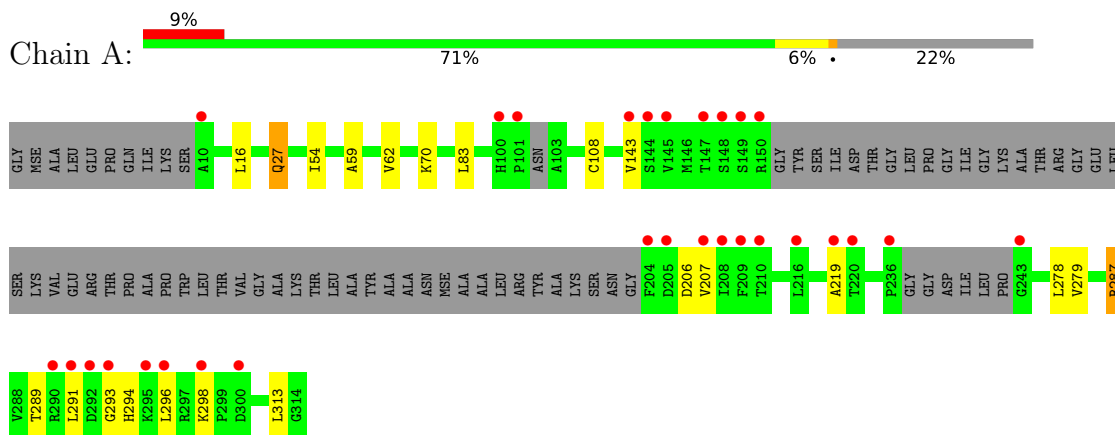 9%
Chain A:
71% 6% • 22%
GLY MSE ALA LEU GLU PRO GLN ILE LYS SER A10 L16 Q27 I54 A59 V62 K70 L83 H100 P101 ASN A103 C108 V143 S144 V145 M146 T147 S148 S149 R150 GLY TYR SER ILE ASP THR GLY LEU PRO GLY ILE GLY LYS ALA THR ARG GLY GLU LEU
SER LYS VAL GLU ARG THR PRO ALA PRO TRP LEU THR VAL GLY ALA LYS THR LEU ALA TYR ALA ALA ALA ASN MSE ALA ALA LEU ARG TYR ALA LYS SER ASN GLY F204 D205 D206 V207 I208 F209 T210 L216 A219 T220 P236 GLY GLY ASP ILE LEU PRO G243 L278 V279 R287
V288 T289 R290 L291 D292 G293 H294 K295 L296 R297 K298 P299 D300 L313 G314